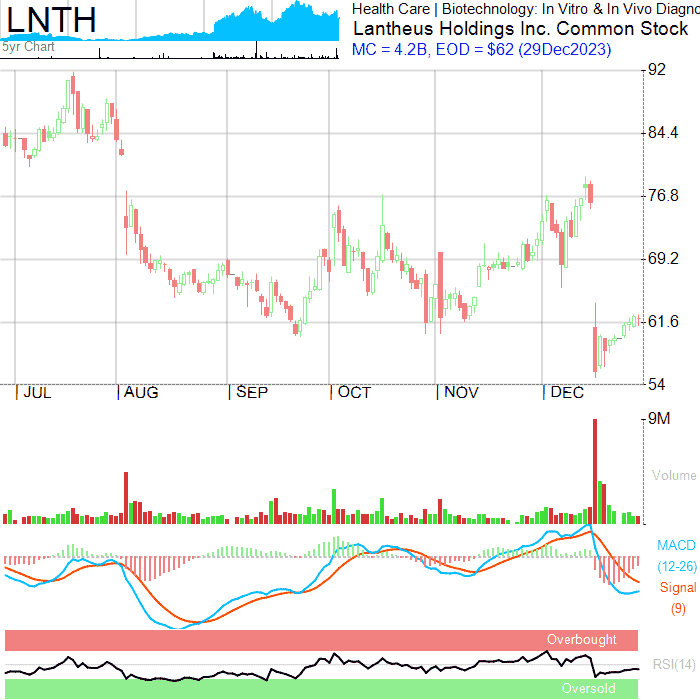 LNTH
5yr Chart
Health Care | Biotechnology: In Vitro & In Vivo Diagno
Lantheus Holdings Inc. Common Stock
MC = 4.2B, EOD = $62 (29Dec2023)
92
84.4
76.8
69.2
61.6
54
JUL AUG SEP OCT NOV DEC
9M
Volume
MACD
(12-26)
Signal
(9)
Overbought
RSI(14)
Oversold